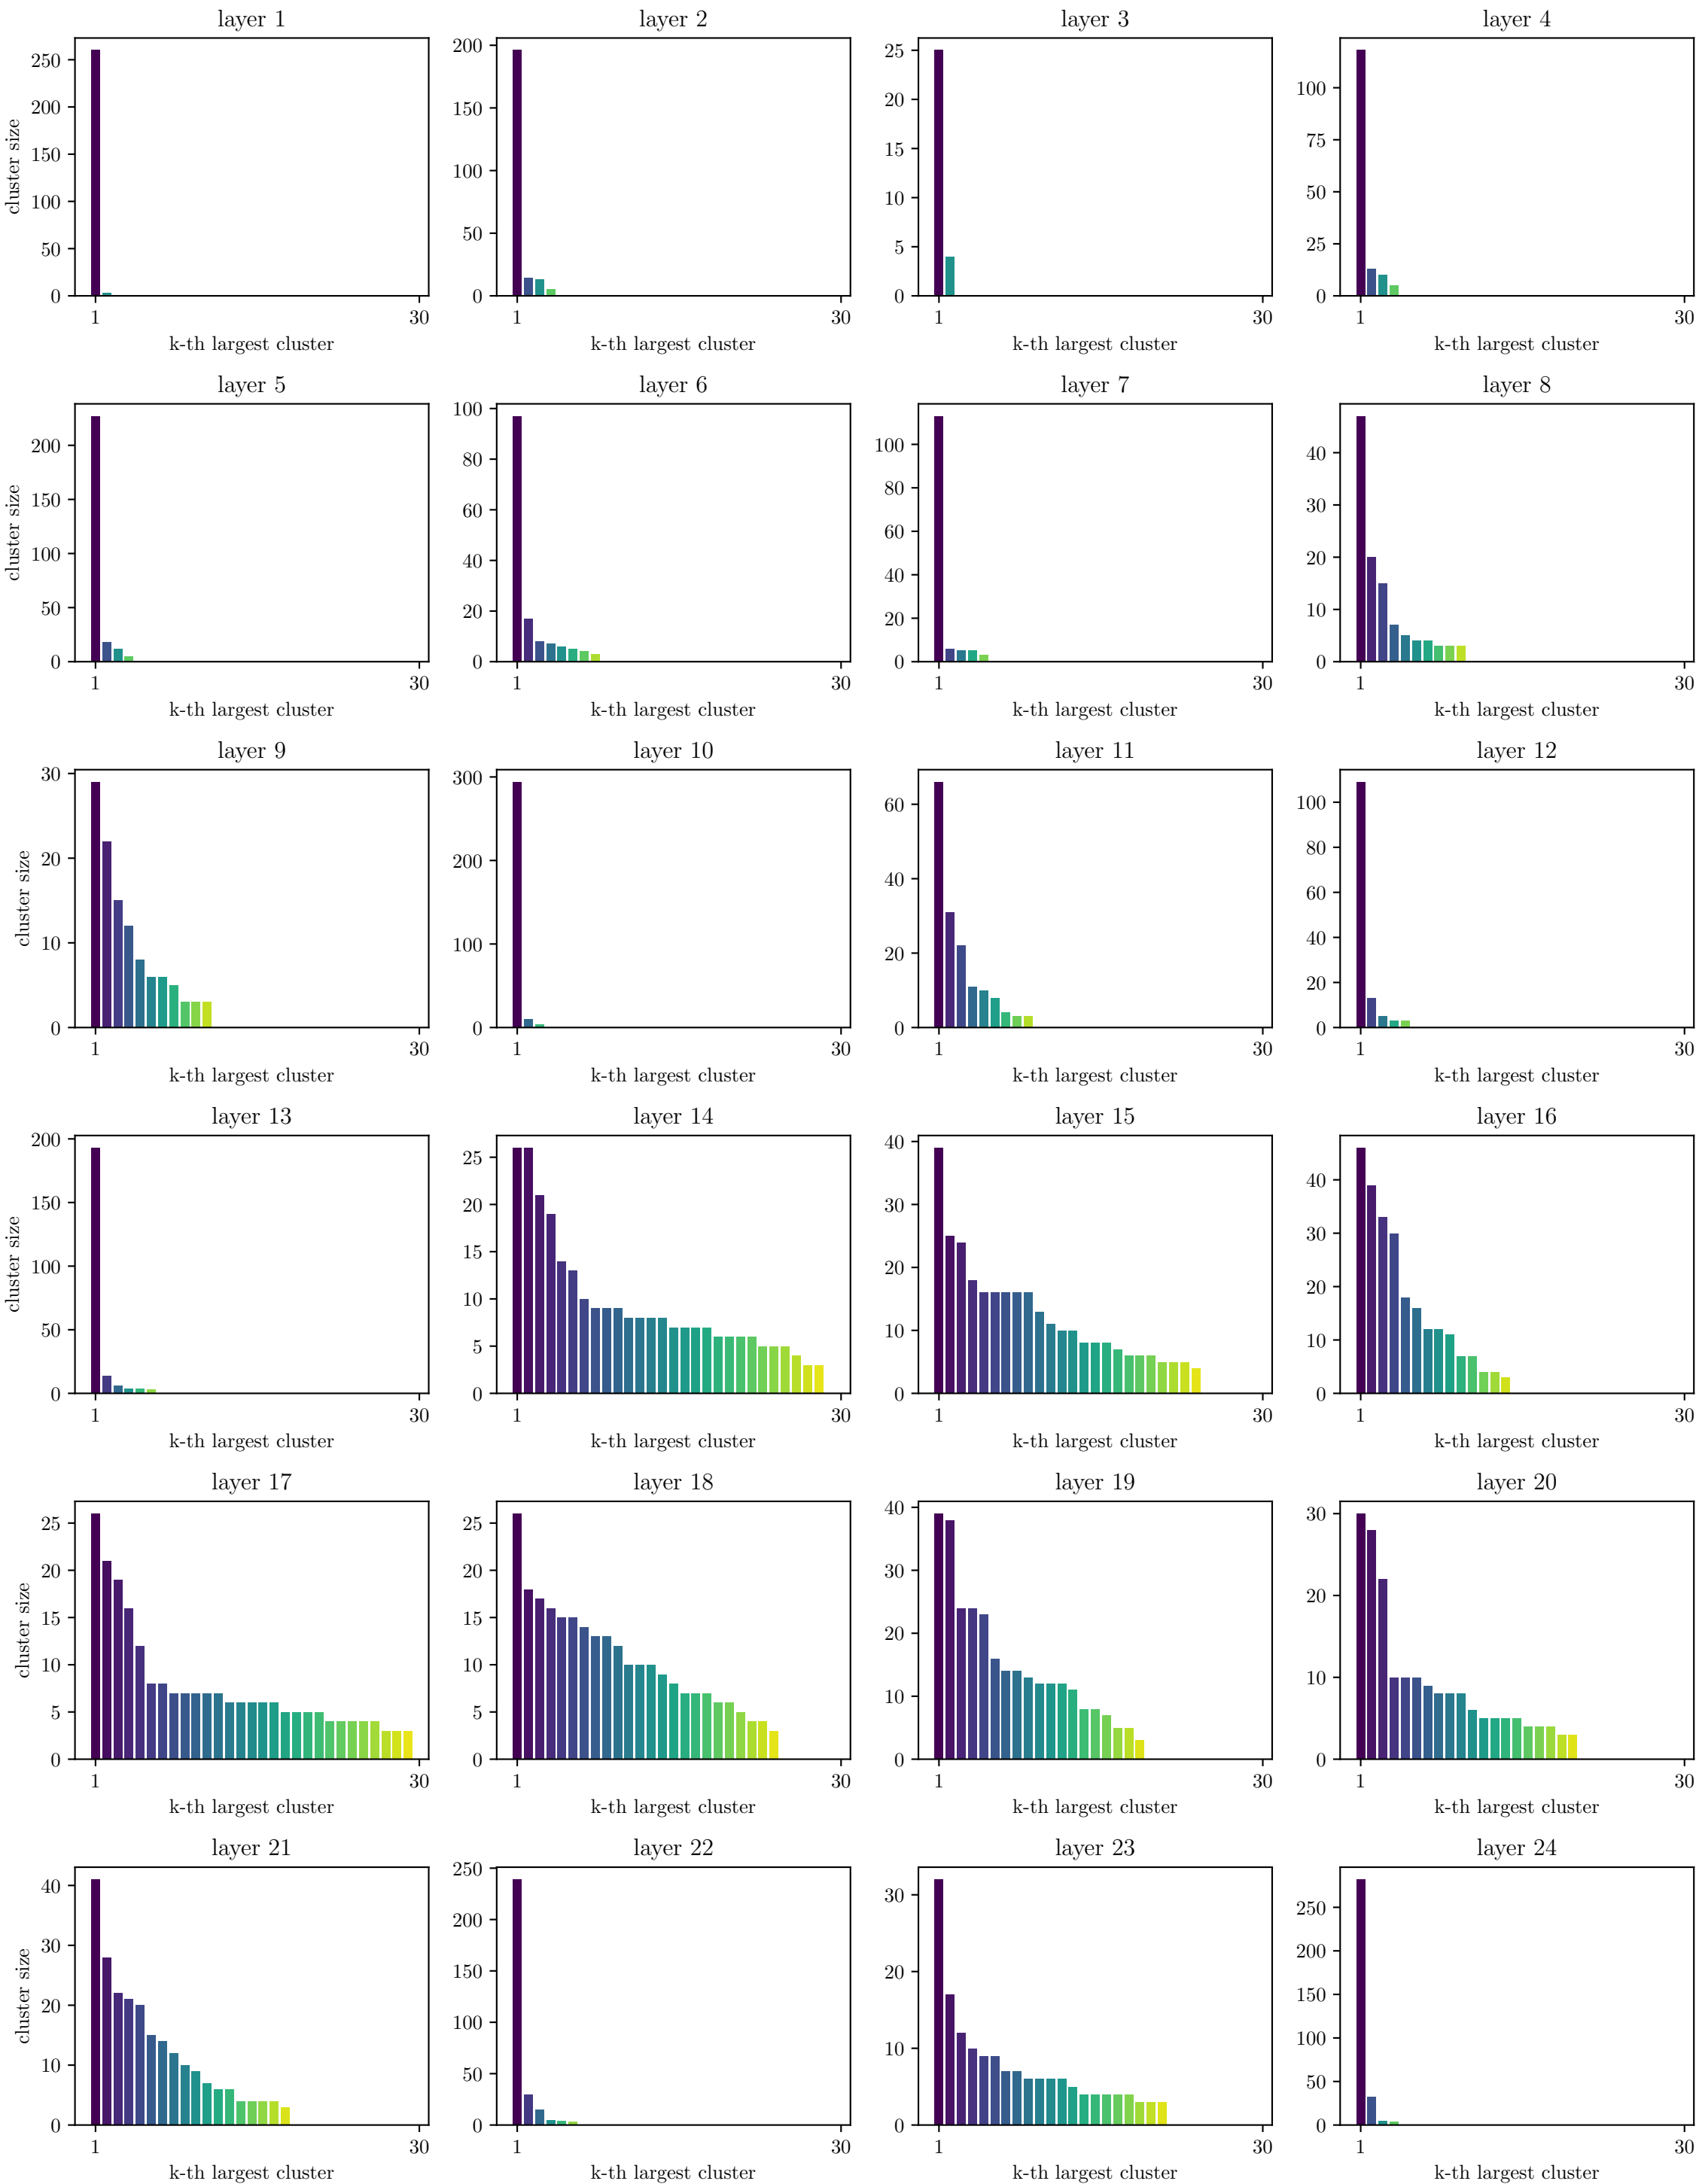 layer 1
250
200
150
100
50
0
cluster size
1 30
k-th largest cluster
layer 2
200
150
100
50
0
1 30
k-th largest cluster
layer 3
25
20
15
10
5
0
1 30
k-th largest cluster
layer 4
100
75
50
25
0
1 30
k-th largest cluster
layer 5
200
150
100
50
0
cluster size
1 30
k-th largest cluster
layer 6
100
80
60
40
20
0
1 30
k-th largest cluster
layer 7
100
80
60
40
20
0
1 30
k-th largest cluster
layer 8
40
30
20
10
0
1 30
k-th largest cluster
layer 9
30
20
10
0
cluster size
1 30
k-th largest cluster
layer 10
300
200
100
0
1 30
k-th largest cluster
layer 11
60
40
20
0
1 30
k-th largest cluster
layer 12
100
80
60
40
20
0
1 30
k-th largest cluster
layer 13
200
150
100
50
0
cluster size
1 30
k-th largest cluster
layer 14
25
20
15
10
5
0
1 30
k-th largest cluster
layer 15
40
30
20
10
0
1 30
k-th largest cluster
layer 16
40
30
20
10
0
1 30
k-th largest cluster
layer 17
25
20
15
10
5
0
cluster size
1 30
k-th largest cluster
layer 18
25
20
15
10
5
0
1 30
k-th largest cluster
layer 19
40
30
20
10
0
1 30
k-th largest cluster
layer 20
30
20
10
0
1 30
k-th largest cluster
layer 21
40
30
20
10
0
cluster size
1 30
k-th largest cluster
layer 22
250
200
150
100
50
0
1 30
k-th largest cluster
layer 23
30
20
10
0
1 30
k-th largest cluster
layer 24
250
200
150
100
50
0
1 30
k-th largest cluster